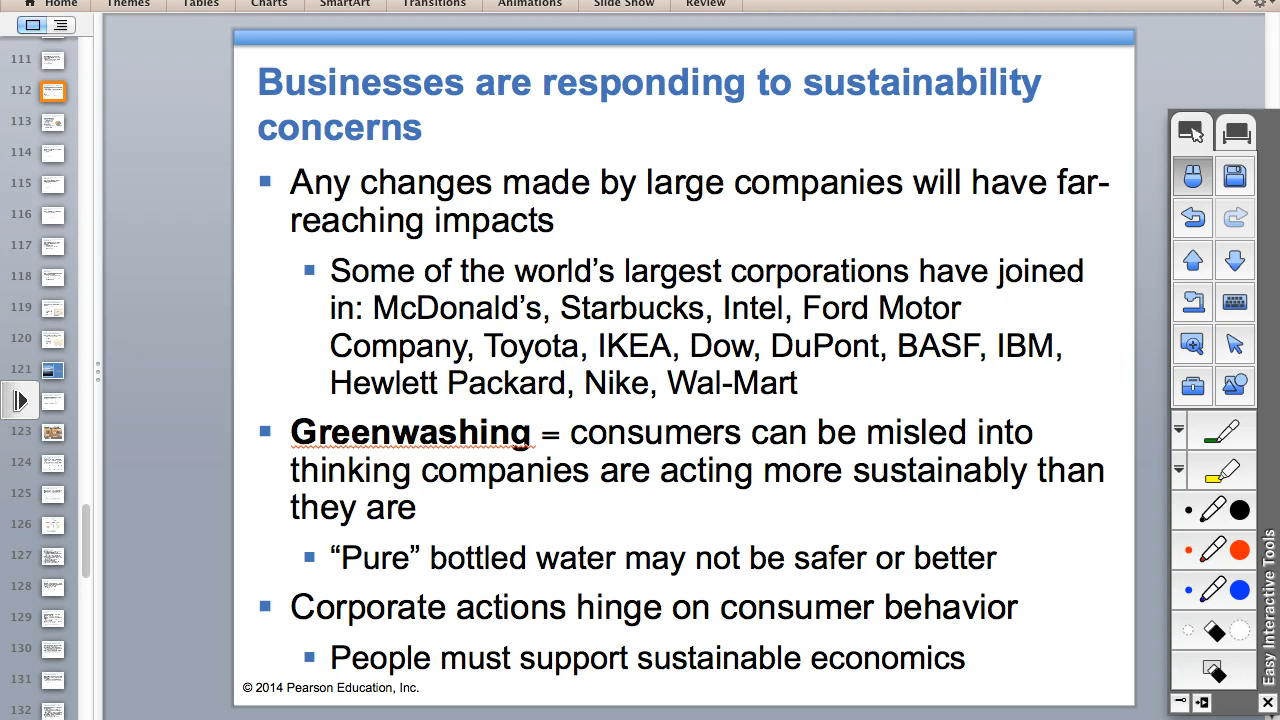 Home Themes Tables Charts SmartArt Transitions Animations Slide Show Review
111
112
113
114
115
116
117
118
119
120
121
123
124
125
126
127
128
129
130
131
132
Businesses are responding to sustainability
concerns
Any changes made by large companies will have far-
reaching impacts
Some of the world’s largest corporations have joined
in: McDonald’s, Starbucks, Intel, Ford Motor
Company, Toyota, IKEA, Dow, DuPont, BASF, IBM,
Hewlett Packard, Nike, Wal-Mart
Greenwashing = consumers can be misled into
thinking companies are acting more sustainably than
they are
“Pure” bottled water may not be safer or better
Corporate actions hinge on consumer behavior
People must support sustainable economics
© 2014 Pearson Education, Inc.
Easy Interactive Tools